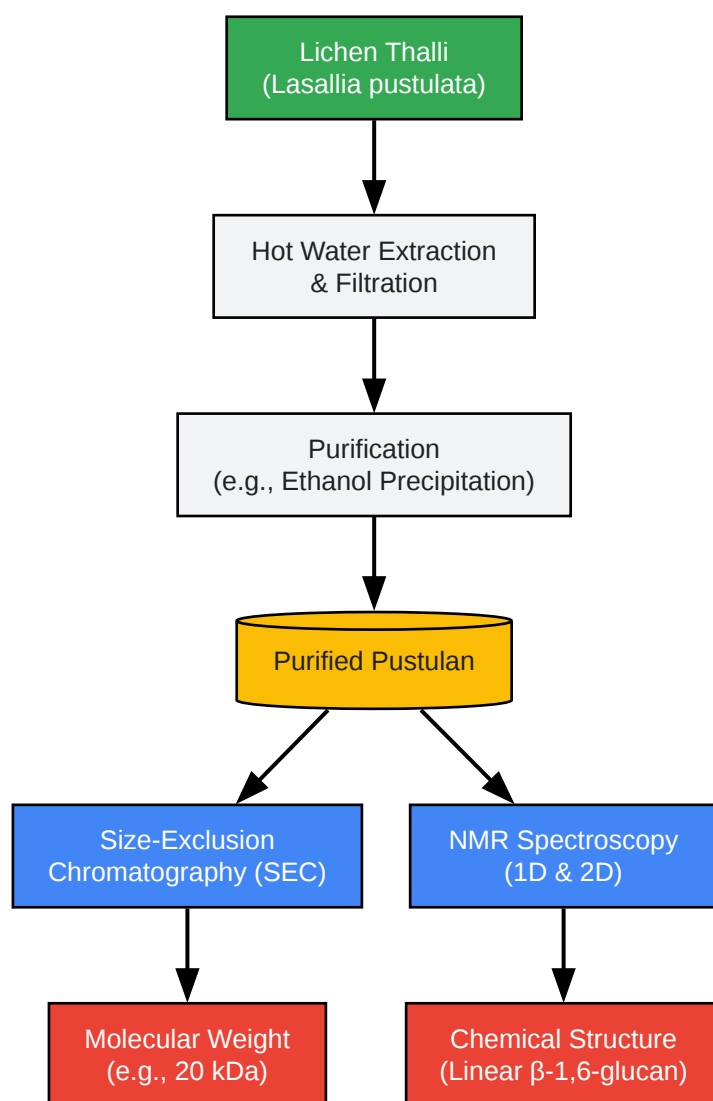 Lichen Thalli
(Lasallia pustulata)
Hot Water Extraction
& Filtration
Purification
(e.g., Ethanol Precipitation)
Purified Pustulan
Size-Exclusion
Chromatography (SEC)
NMR Spectroscopy
(1D & 2D)
Molecular Weight
(e.g., 20 kDa)
Chemical Structure
(Linear β-1,6-glucan)